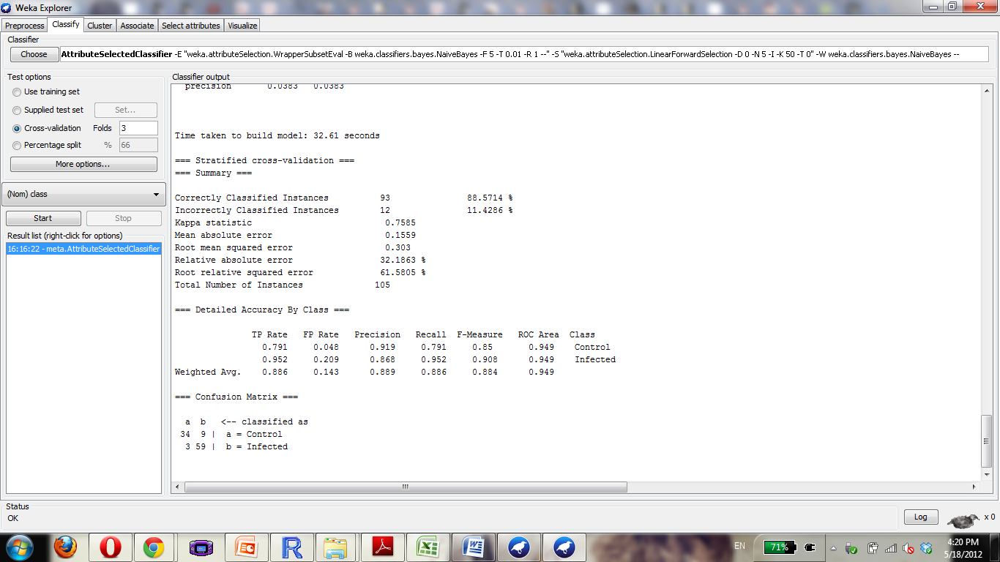 Weka Explorer
Preprocess Classify Cluster Associate Select attributes Visualize
Classifier
Choose AttributeSelectedClassifier -E "weka.attributeSelection.WrapperSubsetEval -B weka.classifiers.bayes.NaiveBayes -F 5 -T 0.01 -R 1 --" -S "weka.attributeSelection.LinearForwardSelection -D 0 -N 5 -I -K 50 -T 0" -W weka.classifiers.bayes.NaiveBayes --
Test options
Use training set
Supplied test set Set...
Cross-validation Folds 3
Percentage split % 66
More options...
(Nom) class
Start Stop
Result list (right-click for options)
16:16:22 - meta.AttributeSelectedClassifier
Classifier output
precision 0.0383 0.0383
Time taken to build model: 32.61 seconds
=== Stratified cross-validation ===
=== Summary ===
Correctly Classified Instances 93 88.5714 %
Incorrectly Classified Instances 12 11.4286 %
Kappa statistic 0.7585
Mean absolute error 0.1559
Root mean squared error 0.303
Relative absolute error 32.1863 %
Root relative squared error 61.5805 %
Total Number of Instances 105
=== Detailed Accuracy By Class ===
TP Rate FP Rate Precision Recall F-Measure ROC Area Class
0.791 0.048 0.919 0.791 0.85 0.949 Control
0.952 0.209 0.868 0.952 0.908 0.949 Infected
Weighted Avg. 0.886 0.143 0.889 0.886 0.884 0.949
=== Confusion Matrix ===
a b <-- classified as
34 9 | a = Control
3 59 | b = Infected
Status
OK
Log x 0
EN
71%
4:20 PM
5/18/2012